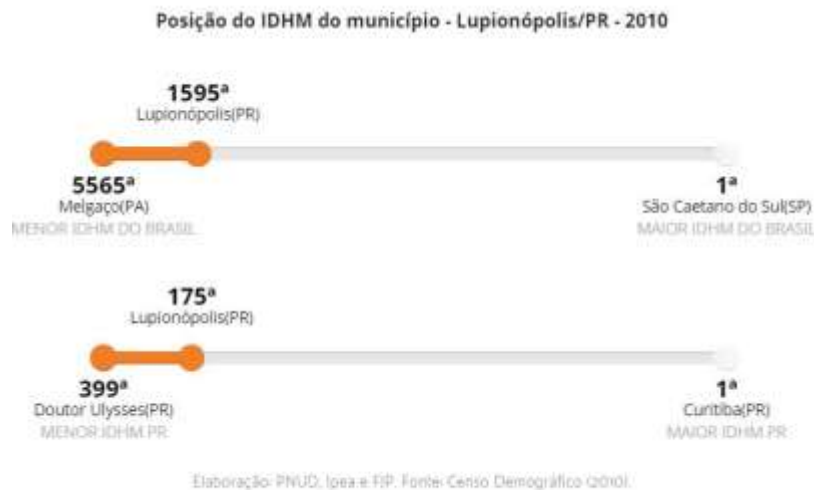 Posição do IDHM do município - Lupionópolis/PR - 2010
1595ª
Lupionópolis(PR)
5565ª
Melgaço(PA)
MENOR IDHM DO BRASIL
1ª
São Caetano do Sul(SP)
MAIOR IDHM DO BRASIL
175ª
Lupionópolis(PR)
399ª
Doutor Ulysses(PR)
MENOR IDHM PR
1ª
Curitiba(PR)
MAIOR IDHM PR
Elaboração: PNUD, Ipea e FJP. Fonte: Censo Demográfico (2010).